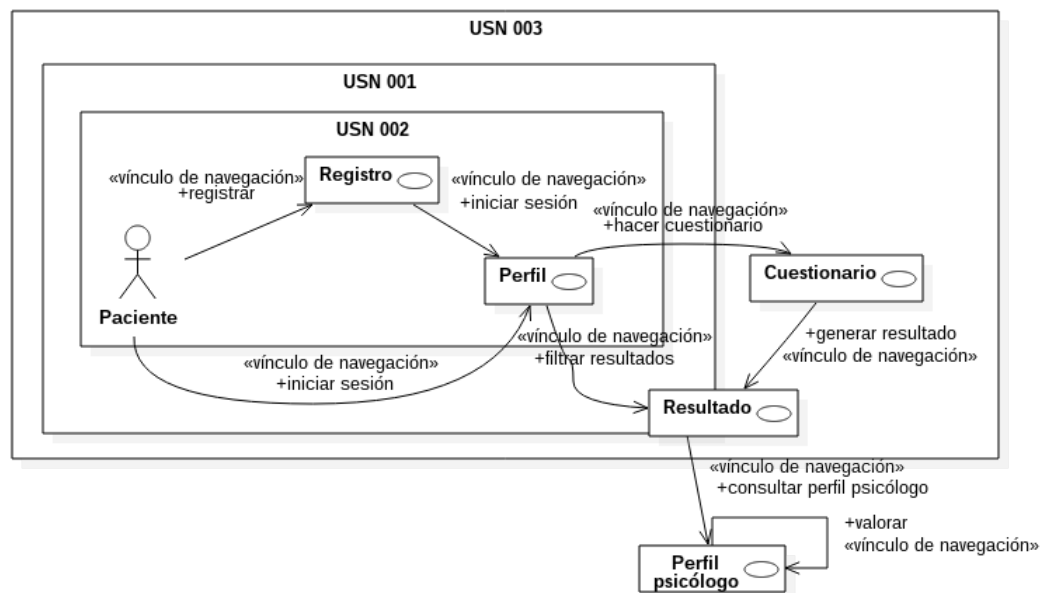 USN 003
USN 001
USN 002
«vínculo de navegación»
+registrar
Registro
«vínculo de navegación»
+iniciar sesión
«vínculo de navegación»
+hacer cuestionario
Paciente
Perfil
Cuestionario
«vínculo de navegación»
+iniciar sesión
«vínculo de navegación»
+filtrar resultados
+generar resultado
«vínculo de navegación»
Resultado
«vínculo de navegación»
+consultar perfil psicólogo
+valorar
«vínculo de navegación»
Perfil
psicólogo